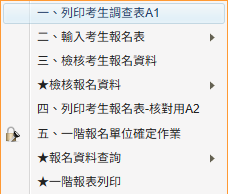 一、列印考生調查表A1
二、輸入考生報名表
三、檢核考生報名資料
★檢核報名資料
四、列印考生報名表-核對用A2
五、一階報名單位確定作業
★報名資料查詢
★一階報表列印